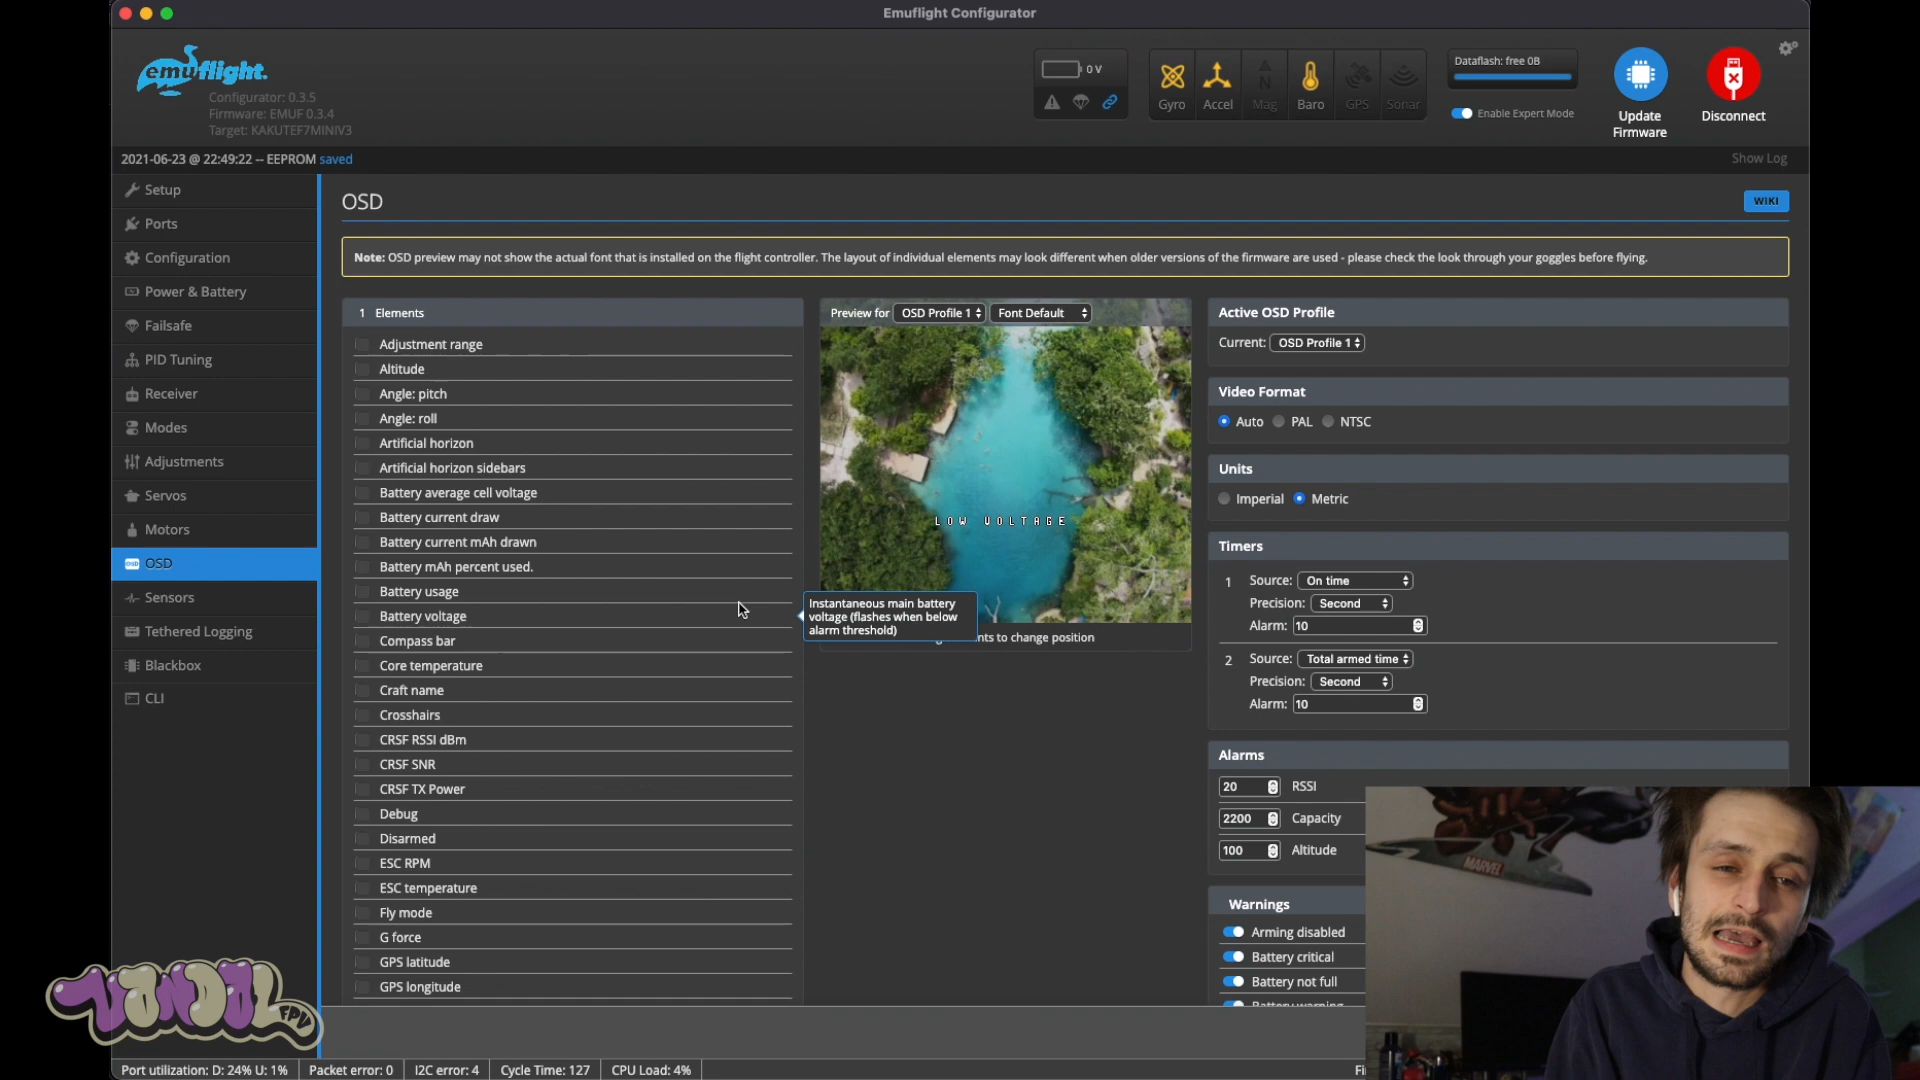 Emuflight Configurator
emuflight.
Configurator: 0.3.5
Firmware: EMUF 0.3.4
Target: KAKUTEF7MINIV3
0 V
Gyro
Accel
Mag
Baro
GPS
Sonar
Dataflash: free 0B
Enable Expert Mode
Update
Firmware
Disconnect
2021-06-23 @ 22:49:22 -- EEPROM saved
Show Log
Setup
Ports
Configuration
Power & Battery
Failsafe
PID Tuning
Receiver
Modes
Adjustments
Servos
Motors
OSD
Sensors
Tethered Logging
Blackbox
CLI
OSD
WIKI
Note: OSD preview may not show the actual font that is installed on the flight controller. The layout of individual elements may look different when older versions of the firmware are used - please check the look through your goggles before flying.
1 Elements
Adjustment range
Altitude
Angle: pitch
Angle: roll
Artificial horizon
Artificial horizon sidebars
Battery average cell voltage
Battery current draw
Battery current mAh drawn
Battery mAh percent used.
Battery usage
Battery voltage
Compass bar
Core temperature
Craft name
Crosshairs
CRSF RSSI dBm
CRSF SNR
CRSF TX Power
Debug
Disarmed
ESC RPM
ESC temperature
Fly mode
G force
GPS latitude
GPS longitude
Preview for OSD Profile 1 Font Default
LOW VOLTAGE
Instantaneous main battery
voltage (flashes when below
alarm threshold)
nts to change position
Active OSD Profile
Current: OSD Profile 1
Video Format
Auto PAL NTSC
Units
Imperial Metric
Timers
1 Source: On time
Precision: Second
Alarm: 10
2 Source: Total armed time
Precision: Second
Alarm: 10
Alarms
20 RSSI
2200 Capacity
100 Altitude
Warnings
Arming disabled
Battery critical
Battery not full
Battery warning
MARVEL
VANDAL FPV
Port utilization: D: 24% U: 1%
Packet error: 0
I2C error: 4
Cycle Time: 127
CPU Load: 4%
Fi